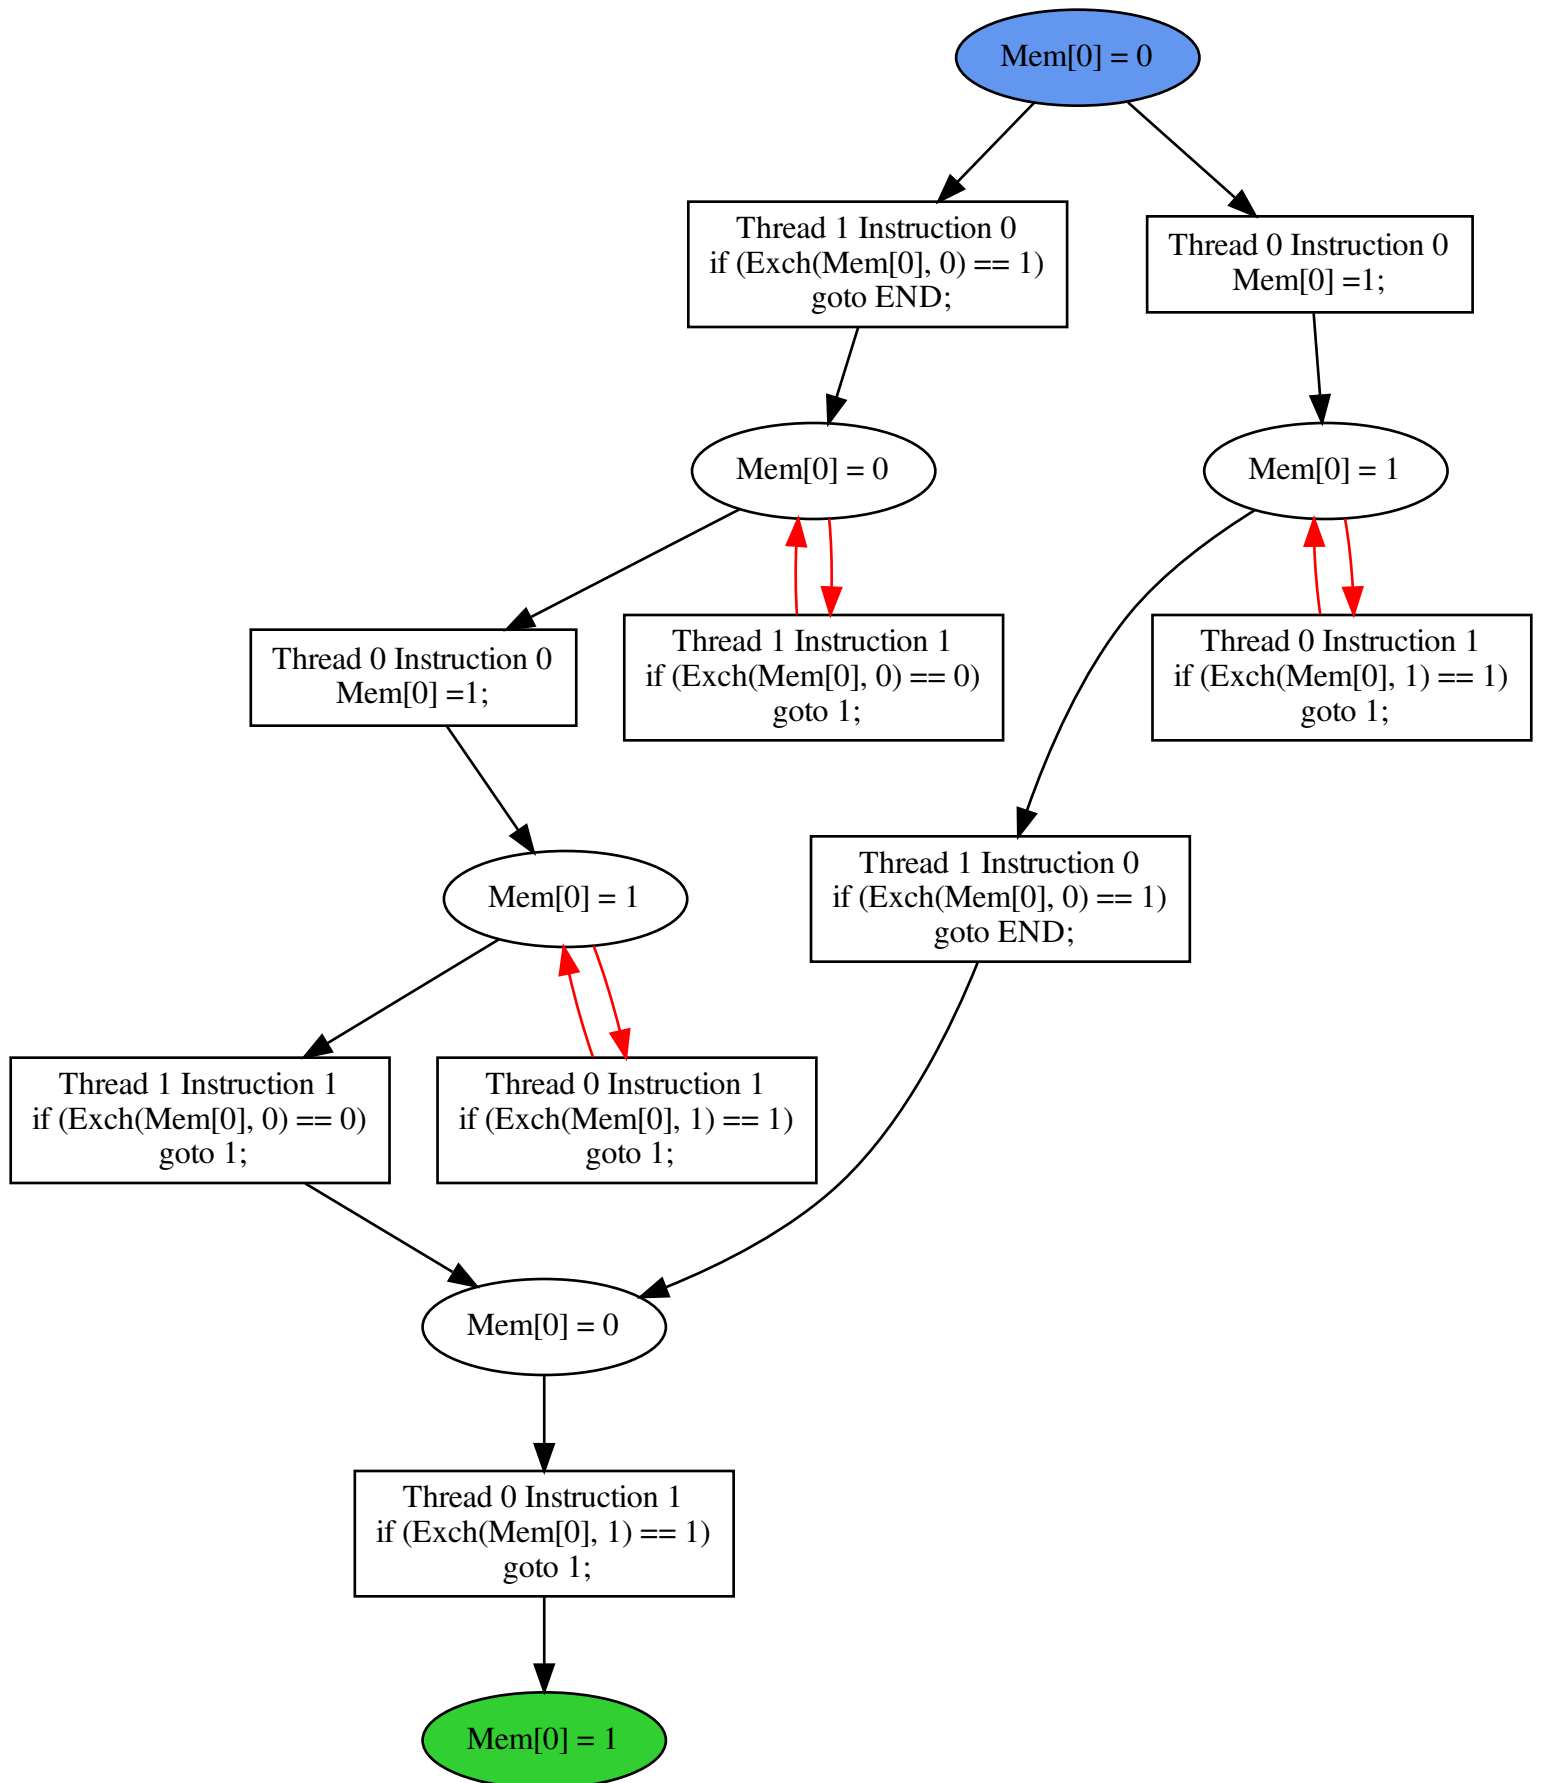 Mem[0] = 0
Thread 1 Instruction 0
if (Exch(Mem[0], 0) == 1)
goto END;
Thread 0 Instruction 0
Mem[0] =1;
Mem[0] = 0
Mem[0] = 1
Thread 0 Instruction 0
Mem[0] =1;
Thread 1 Instruction 1
if (Exch(Mem[0], 0) == 0)
goto 1;
Thread 0 Instruction 1
if (Exch(Mem[0], 1) == 1)
goto 1;
Mem[0] = 1
Thread 1 Instruction 0
if (Exch(Mem[0], 0) == 1)
goto END;
Thread 1 Instruction 1
if (Exch(Mem[0], 0) == 0)
goto 1;
Thread 0 Instruction 1
if (Exch(Mem[0], 1) == 1)
goto 1;
Mem[0] = 0
Thread 0 Instruction 1
if (Exch(Mem[0], 1) == 1)
goto 1;
Mem[0] = 1